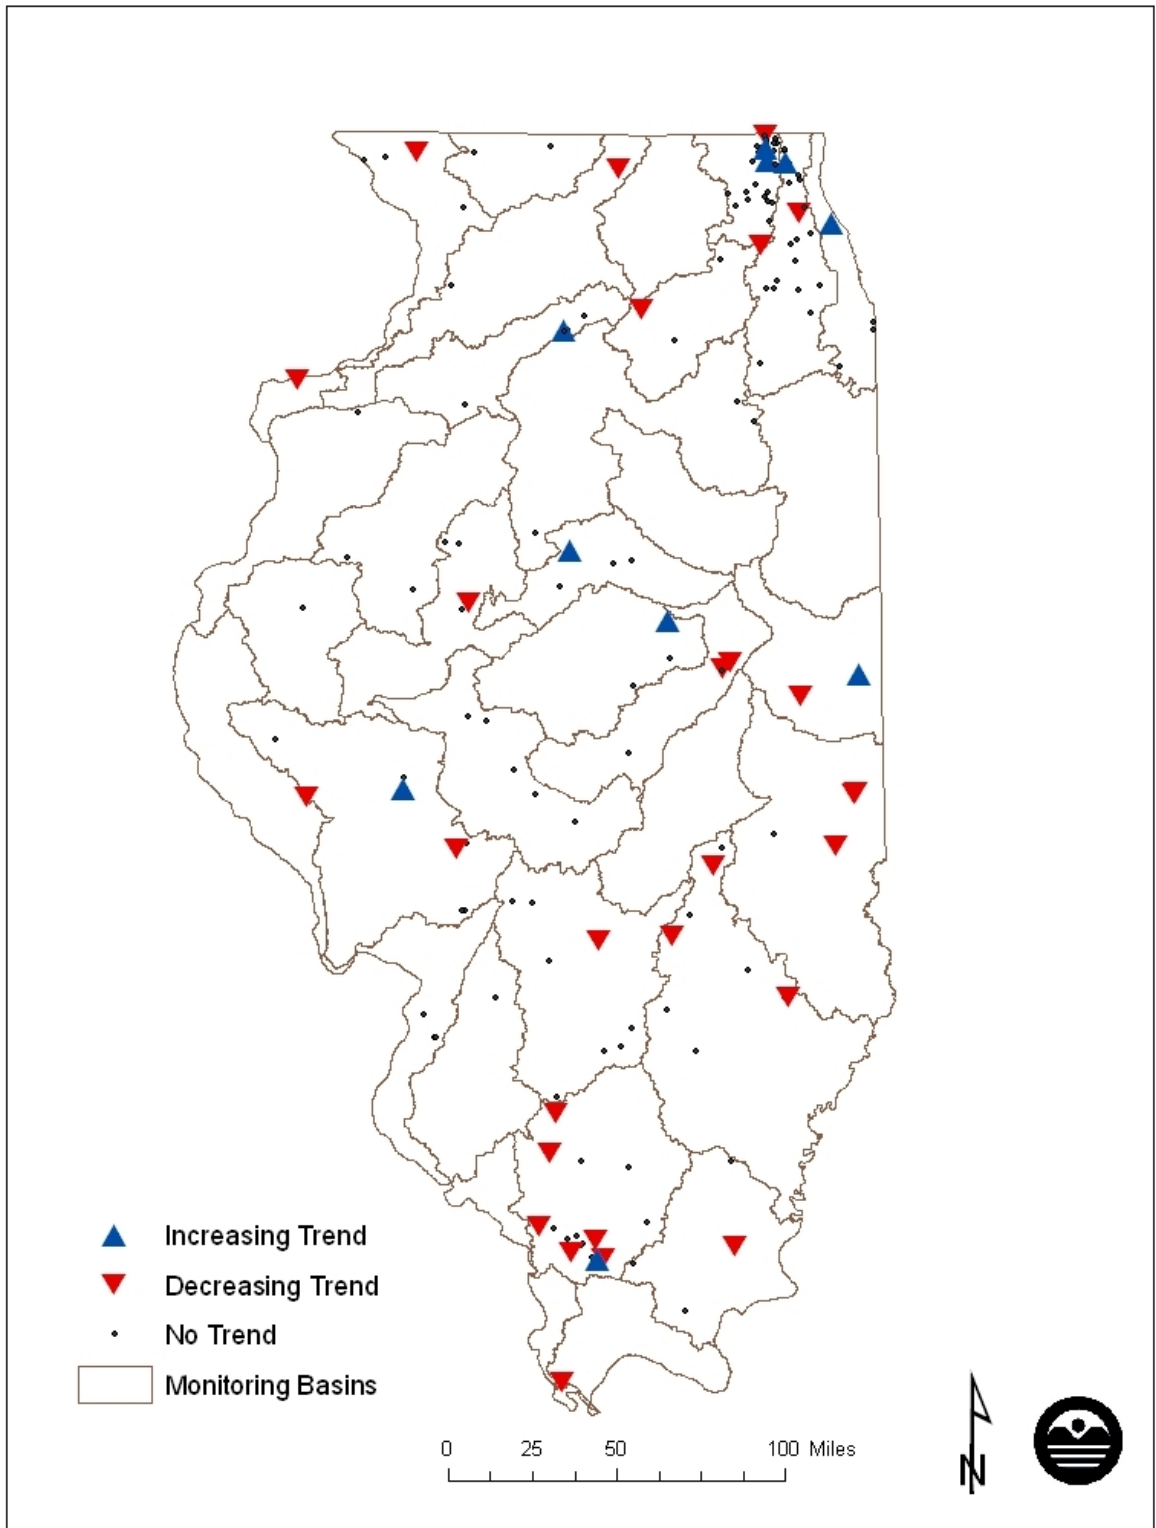 Increasing Trend
Decreasing Trend
No Trend
Monitoring Basins
0 25 50 100 Miles
N